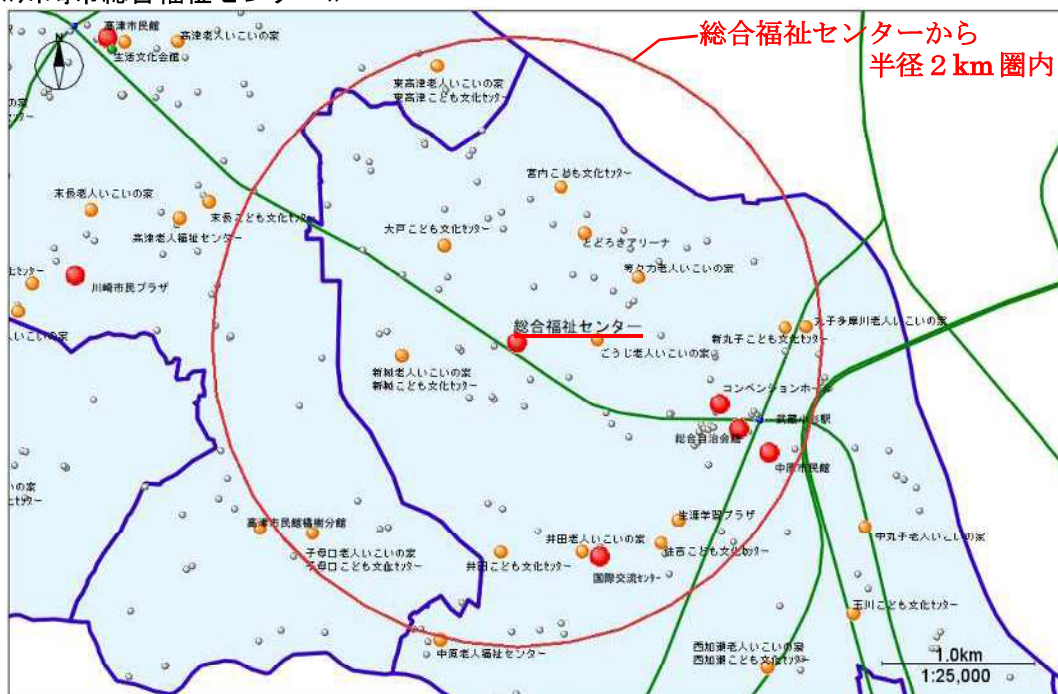 高津市民館
高津老人いこいの家
生活文化会館
N
総合福祉センターから
半径2km圏内
東高津老人いこいの家
東高津こども文化センター
宮内こども文化センター
末長老人いこいの家
末長こども文化センター
高津老人福祉センター
大戸こども文化センター
とどろきアリーナ
等々力老人いこいの家
化センター
川崎市民プラザ
いこいの家
総合福祉センター
ごうじ老人いこいの家
丸子多摩川老人いこいの家
新丸子こども文化センター
新城老人いこいの家
新城こども文化センター
コンベンションホール
武蔵小杉駅
総合自治会館
中原市民館
いの家
化センター
高津市民館橘樹分館
子母口老人いこいの家
子母口こども文化センター
生涯学習プラザ
井田老人いこいの家
住吉こども文化センター
井田こども文化センター
国際交流センター
中丸子老人いこいの家
玉川こども文化センター
中原老人福祉センター
西加瀬老人いこいの家
西加瀬こども文化センター
1.0km
1:25,000